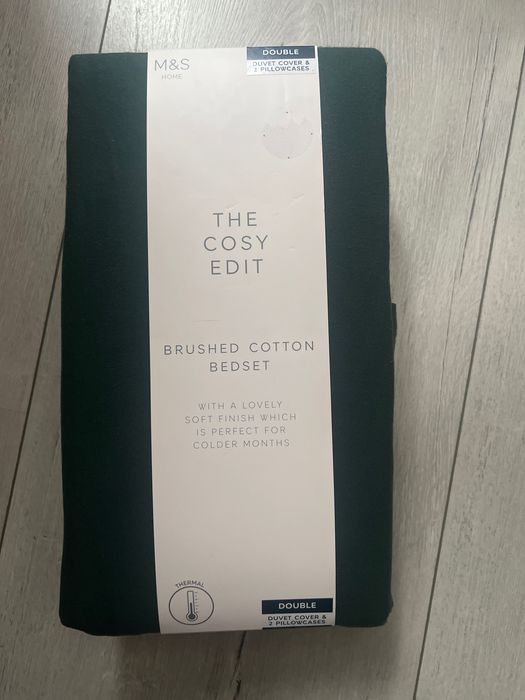 M&S
HOME
DOUBLE
DUVET COVER &
2 PILLOWCASES
THE
COSY
EDIT
BRUSHED COTTON
BEDSET
WITH A LOVELY
SOFT FINISH WHICH
IS PERFECT FOR
COLDER MONTHS
THERMAL
DOUBLE
DUVET COVER &
2 PILLOWCASES